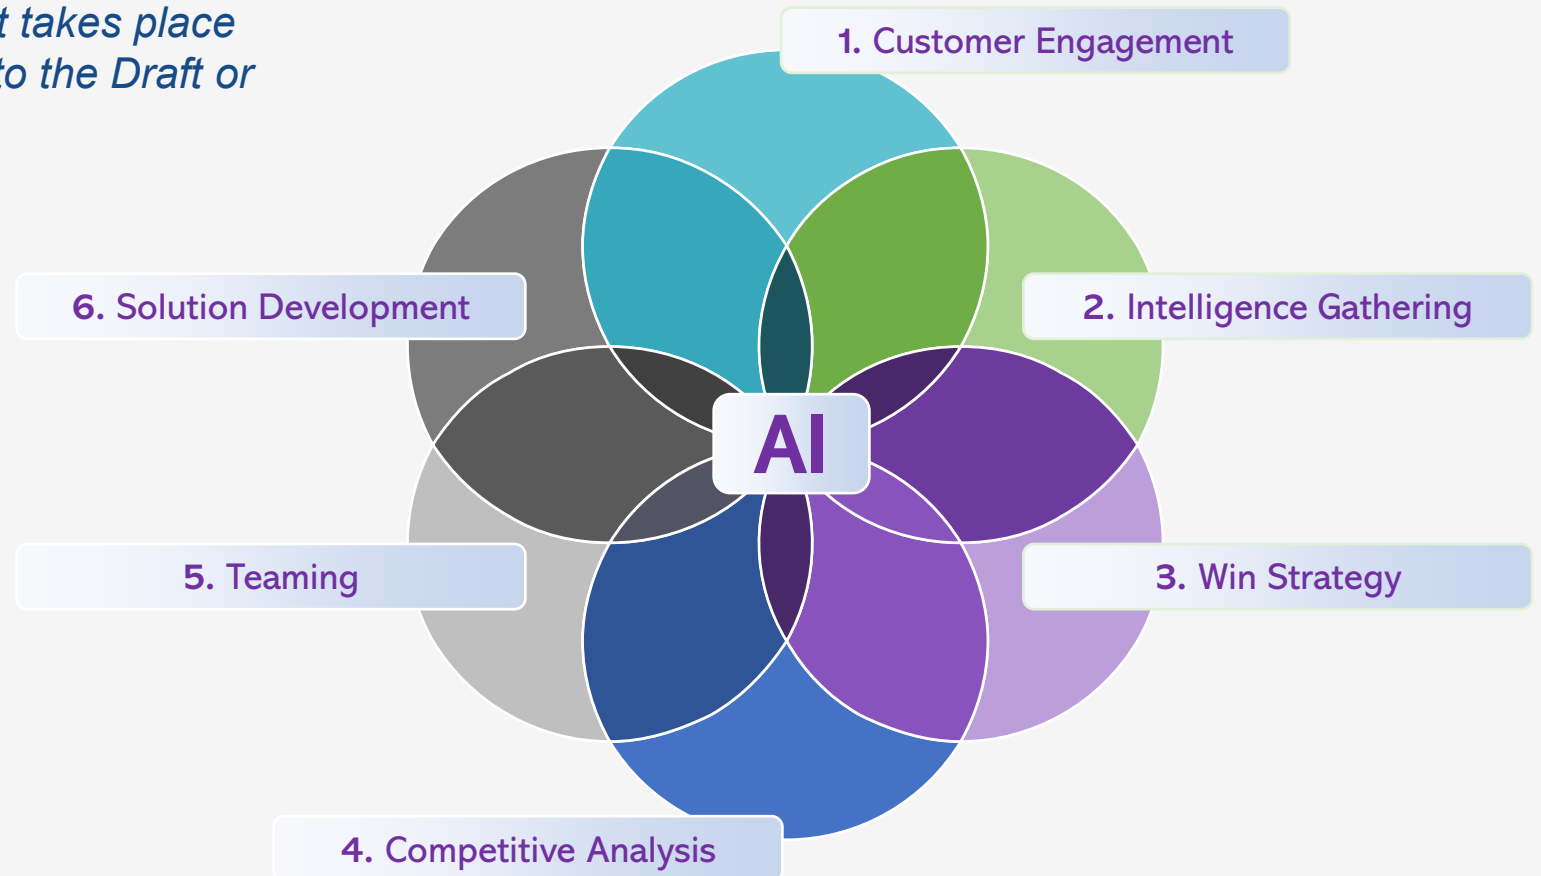 t takes place
to the Draft or
1. Customer Engagement
6. Solution Development
2. Intelligence Gathering
AI
5. Teaming
3. Win Strategy
4. Competitive Analysis